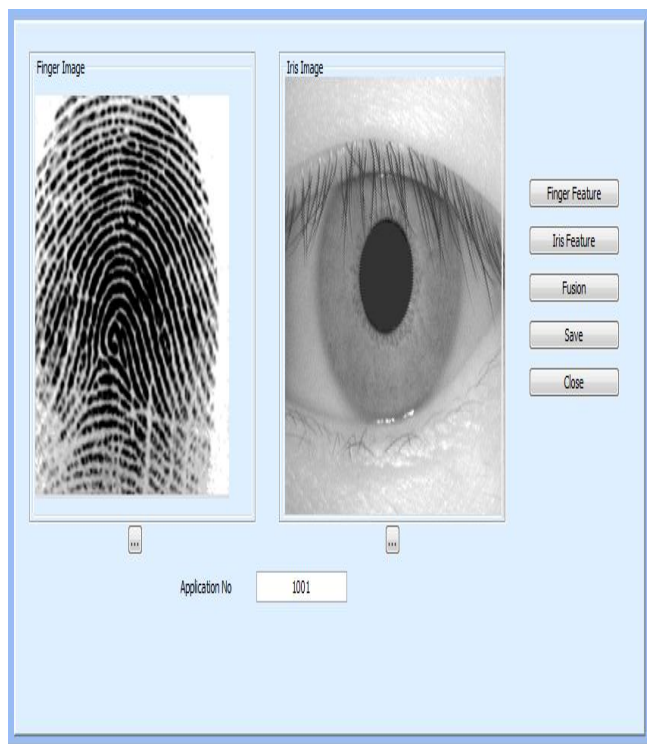 Finger Image
Iris Image
Finger Feature
Iris Feature
Fusion
Save
Close
...
...
Application No 1001